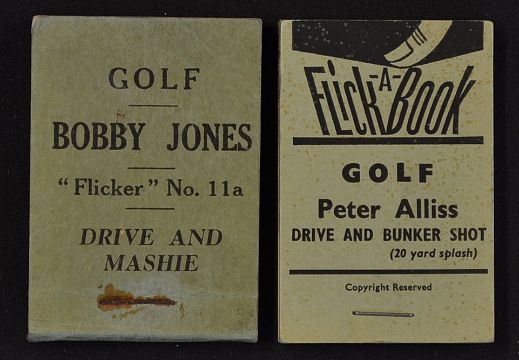 GOLF
BOBBY JONES
"Flicker" No. 11a
DRIVE AND
MASHIE
FLICK-A-BOOK
GOLF
Peter Alliss
DRIVE AND BUNKER SHOT
(20 yard splash)
Copyright Reserved